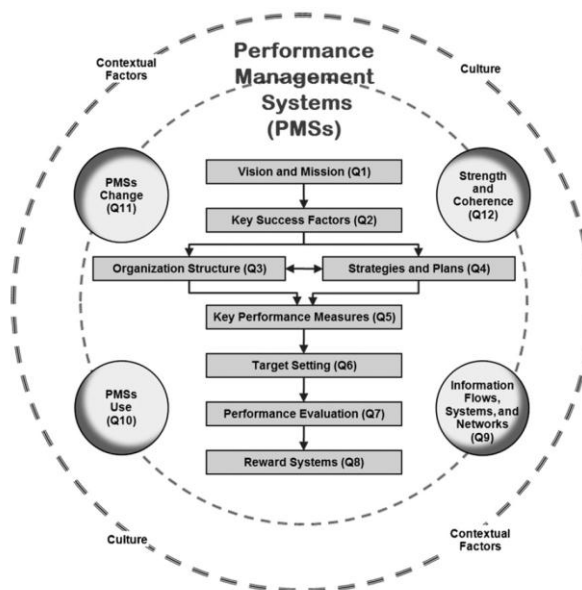 Performance
Management
Systems
(PMSs)
Contextual
Factors
Culture
PMSs
Change
(Q11)
Strength
and
Coherence
(Q12)
Vision and Mission (Q1)
Key Success Factors (Q2)
Organization Structure (Q3)
Strategies and Plans (Q4)
Key Performance Measures (Q5)
Target Setting (Q6)
Performance Evaluation (Q7)
Reward Systems (Q8)
PMSs
Use
(Q10)
Information
Flows,
Systems, and
Networks
(Q9)
Culture
Contextual
Factors